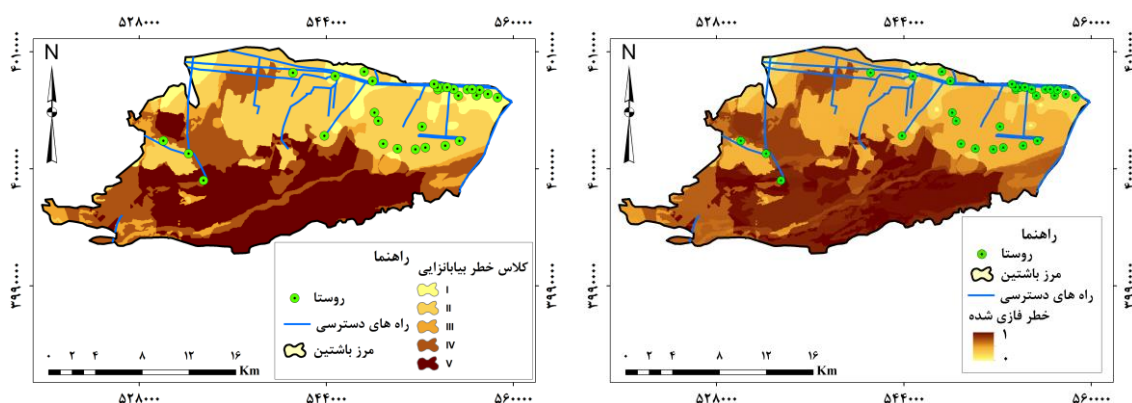 ۵۲۸۰۰۰ ۵۴۴۰۰۰ ۵۶۰۰۰۰
N
۴۰۱۰۰۰۰
۴۰۰۰۰۰۰
۳۹۹۰۰۰۰
راهنما
روستا
راه های دسترسی
مرز باشتین
کلاس خطر بیابانزایی
I
II
III
IV
V
۰ ۲ ۴ ۸ ۱۲ ۱۶
Km
۵۲۸۰۰۰ ۵۴۴۰۰۰ ۵۶۰۰۰۰
۵۲۸۰۰۰ ۵۴۴۰۰۰ ۵۶۰۰۰۰
N
۴۰۱۰۰۰۰
۴۰۰۰۰۰۰
۳۹۹۰۰۰۰
راهنما
روستا
مرز باشتین
راه های دسترسی
خطر فازی شده
۱
۰
۰ ۲ ۴ ۸ ۱۲ ۱۶
Km
۵۲۸۰۰۰ ۵۴۴۰۰۰ ۵۶۰۰۰۰